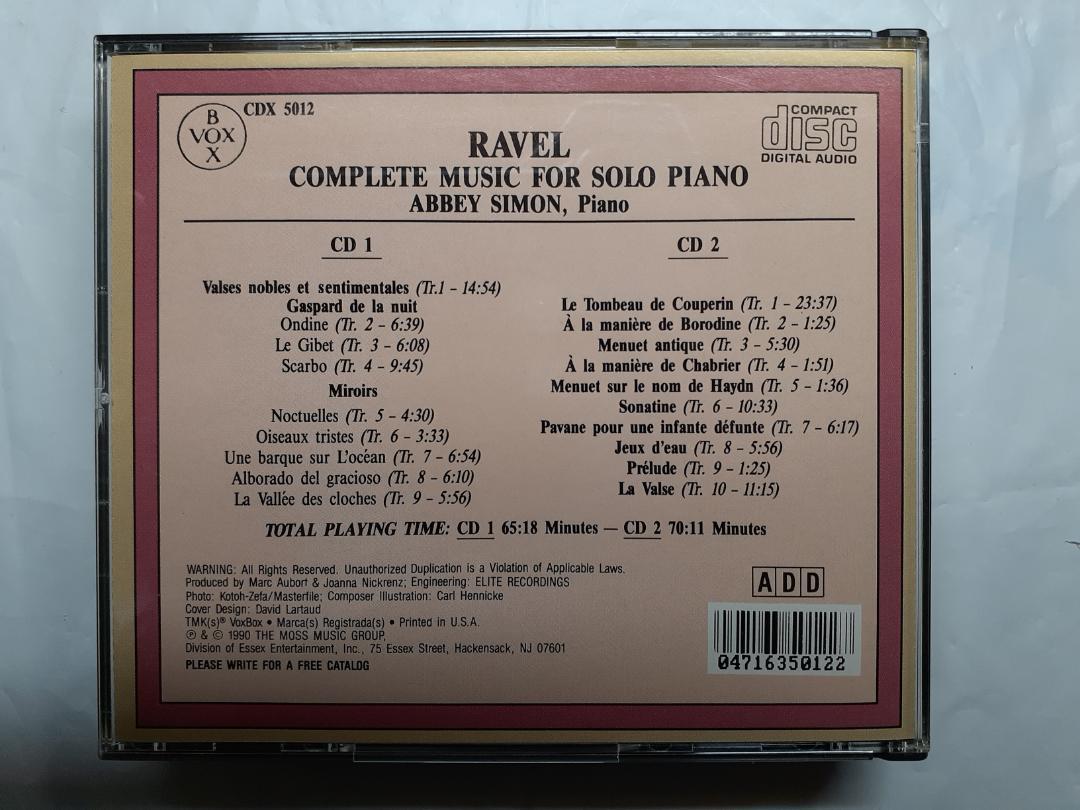 B
VOX
X
CDX 5012
COMPACT
disc
DIGITAL AUDIO
RAVEL
COMPLETE MUSIC FOR SOLO PIANO
ABBEY SIMON, Piano
CD 1
Valses nobles et sentimentales (Tr.1 – 14:54)
Gaspard de la nuit
Ondine (Tr. 2 – 6:39)
Le Gibet (Tr. 3 – 6:08)
Scarbo (Tr. 4 – 9:45)
Miroirs
Noctuelles (Tr. 5 – 4:30)
Oiseaux tristes (Tr. 6 – 3:33)
Une barque sur L'océan (Tr. 7 – 6:54)
Alborado del gracioso (Tr. 8 – 6:10)
La Vallée des cloches (Tr. 9 – 5:56)
CD 2
Le Tombeau de Couperin (Tr. 1 – 23:37)
À la manière de Borodine (Tr. 2 – 1:25)
Menuet antique (Tr. 3 – 5:30)
À la manière de Chabrier (Tr. 4 – 1:51)
Menuet sur le nom de Haydn (Tr. 5 – 1:36)
Sonatine (Tr. 6 – 10:33)
Pavane pour une infante défunte (Tr. 7 – 6:17)
Jeux d'eau (Tr. 8 – 5:56)
Prélude (Tr. 9 – 1:25)
La Valse (Tr. 10 – 11:15)
TOTAL PLAYING TIME: CD 1 65:18 Minutes — CD 2 70:11 Minutes
WARNING: All Rights Reserved. Unauthorized Duplication is a Violation of Applicable Laws.
Produced by Marc Aubort & Joanna Nickrenz; Engineering: ELITE RECORDINGS
Photo: Kotoh-Zefa/Masterfile; Composer Illustration: Carl Hennicke
Cover Design: David Lartaud
TMK(s)® VoxBox • Marca(s) Registrada(s) • Printed in U.S.A.
℗ & © 1990 THE MOSS MUSIC GROUP,
Division of Essex Entertainment, Inc., 75 Essex Street, Hackensack, NJ 07601
PLEASE WRITE FOR A FREE CATALOG
ADD
04716350122